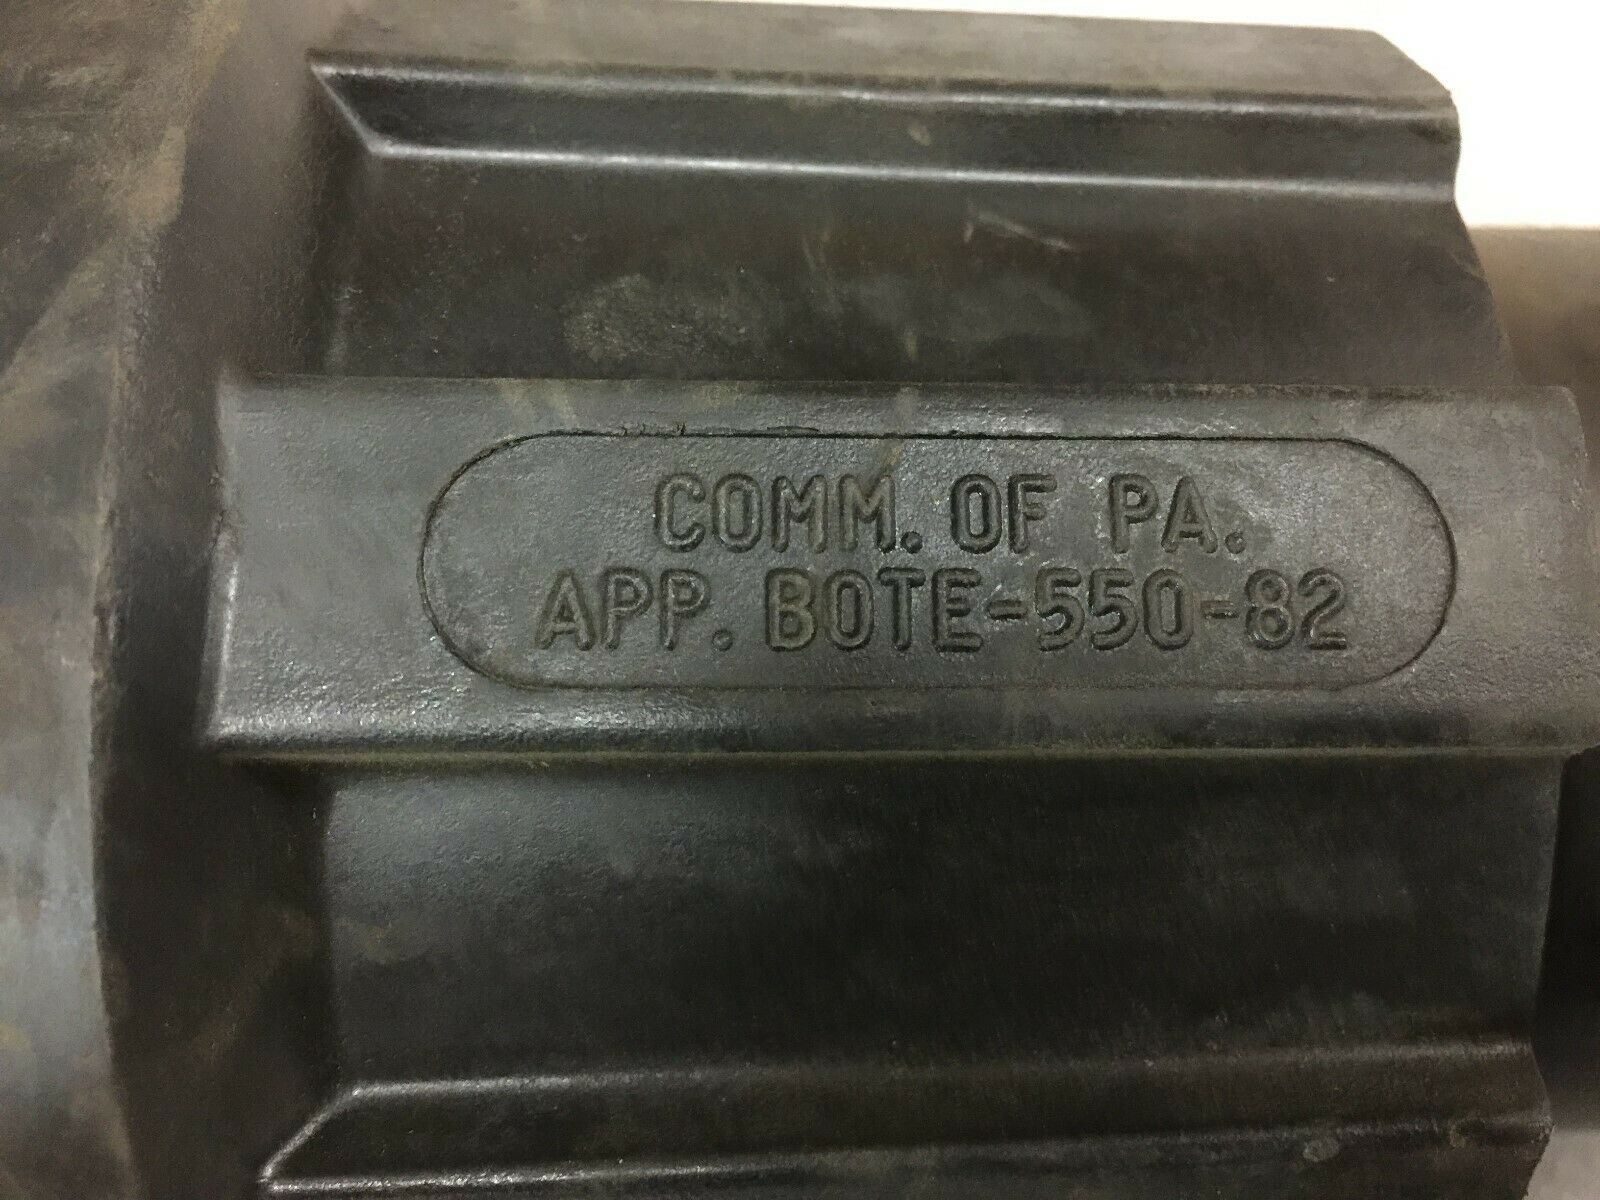 COMM. OF PA.
APP. BOTE-550-82